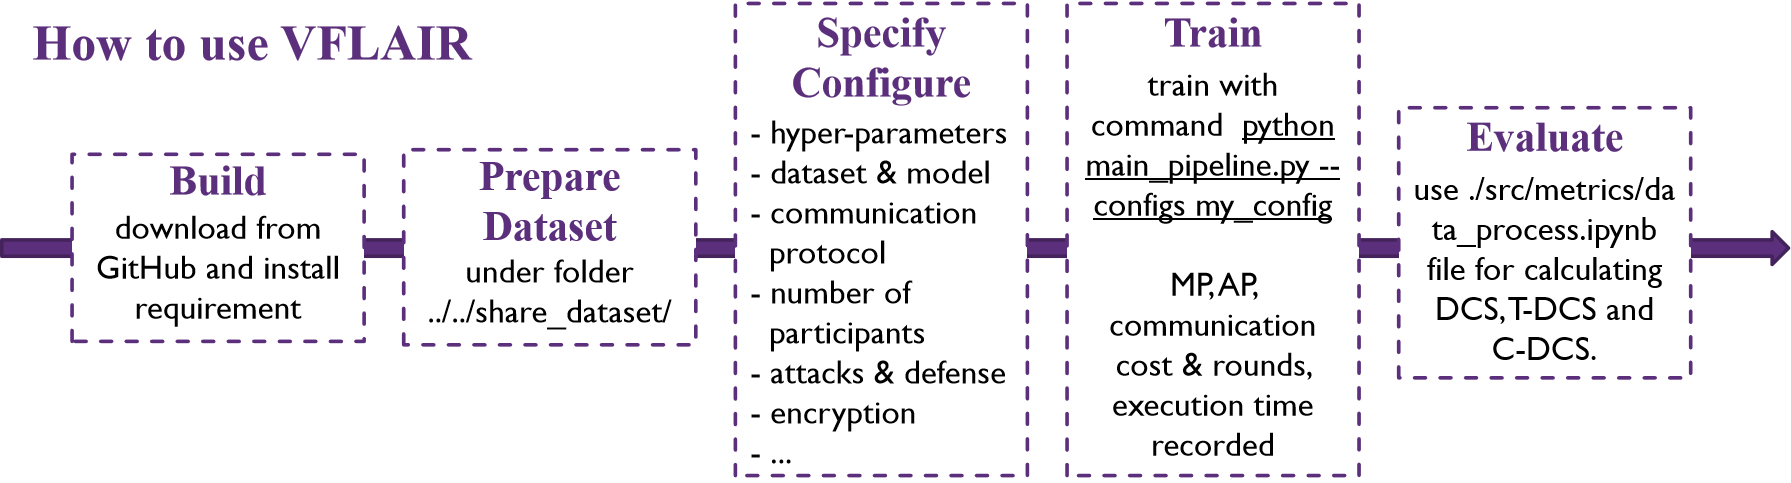 How to use VFLAIR
Build
download from
GitHub and install
requirement
Prepare
Dataset
under folder
../../share_dataset/
Specify
Configure
- hyper-parameters
- dataset & model
- communication
protocol
- number of
participants
- attacks & defense
- encryption
- ...
Train
train with
command python
main_pipeline.py --
configs my_config
MP, AP,
communication
cost & rounds,
execution time
recorded
Evaluate
use ./src/metrics/da
ta_process.ipynb
file for calculating
DCS, T-DCS and
C-DCS.